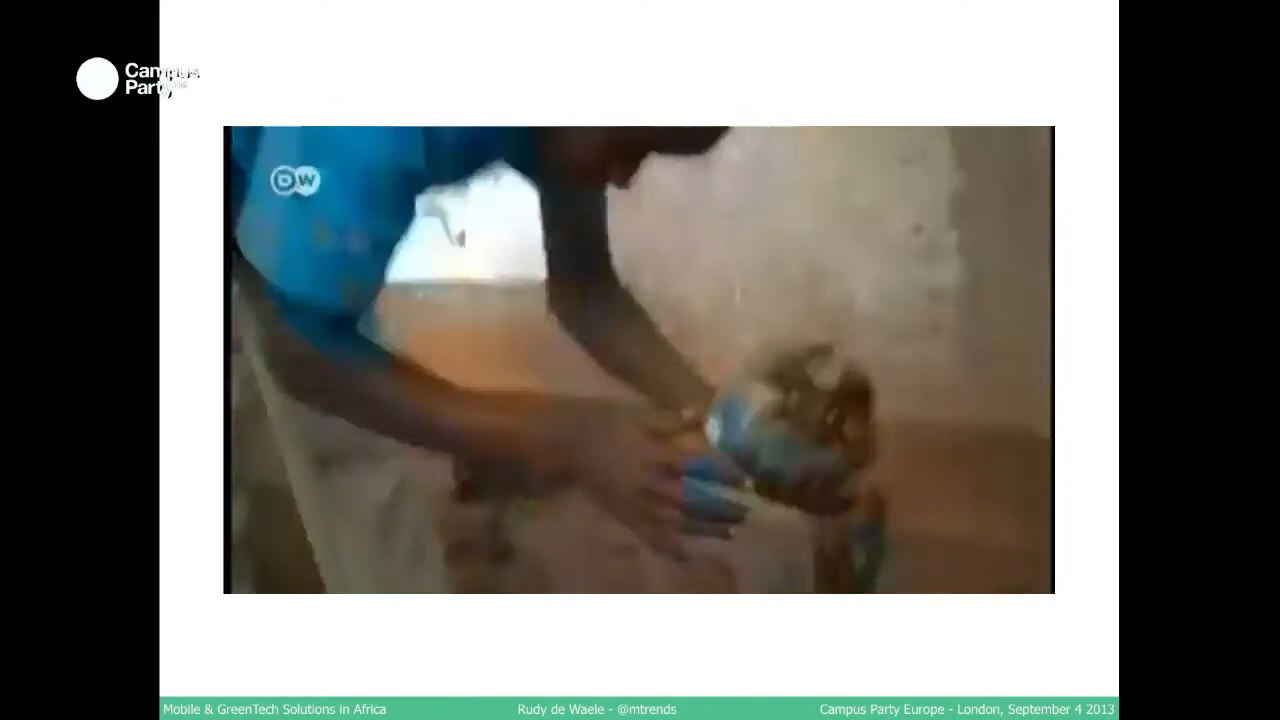 Campus
Party
DW
Mobile & GreenTech Solutions in Africa
Rudy de Waele - @mtrends
Campus Party Europe - London, September 4 2013